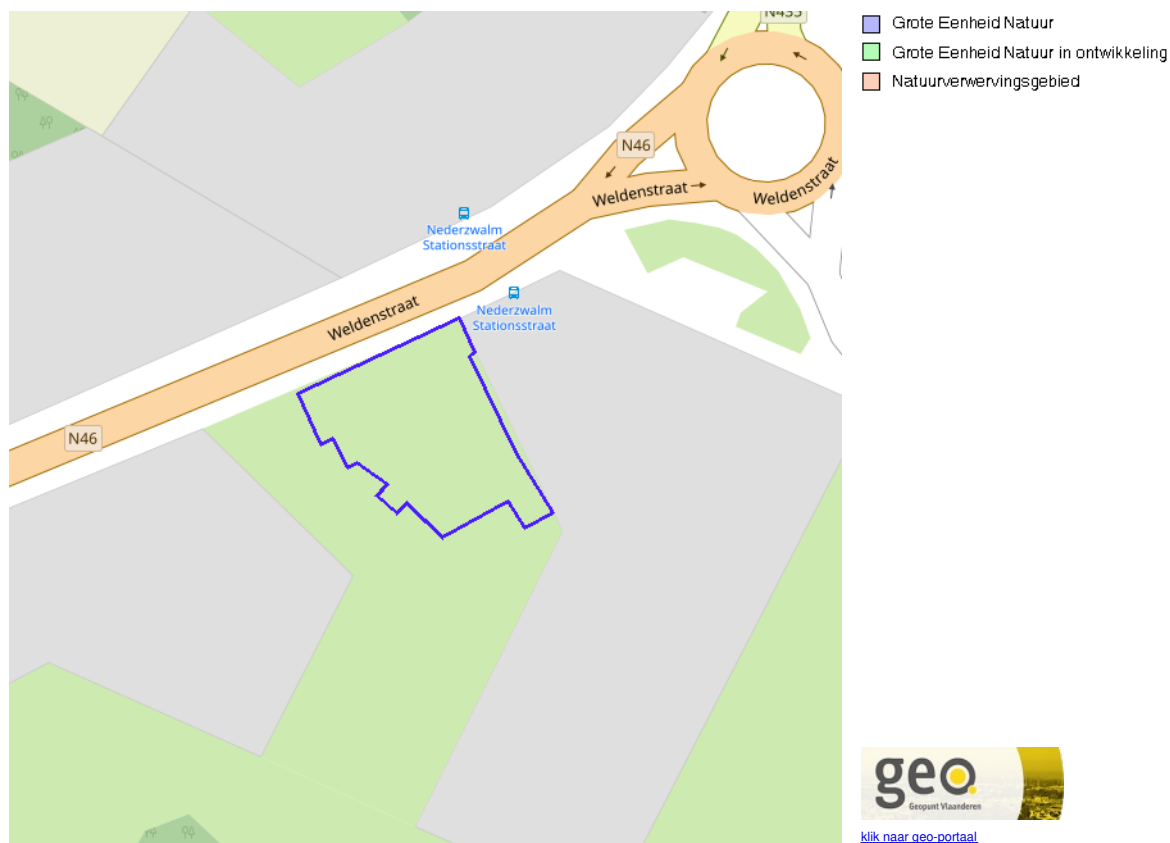 N435
Grote Eenheid Natuur
Grote Eenheid Natuur in ontwikkeling
Natuurverwervingsgebied
N46
Weldenstraat
Weldenstraat
Nederzwalm
Stationsstraat
Nederzwalm
Stationsstraat
Weldenstraat
N46
geo
Geopunt Vlaanderen
klik naar geo-portaal